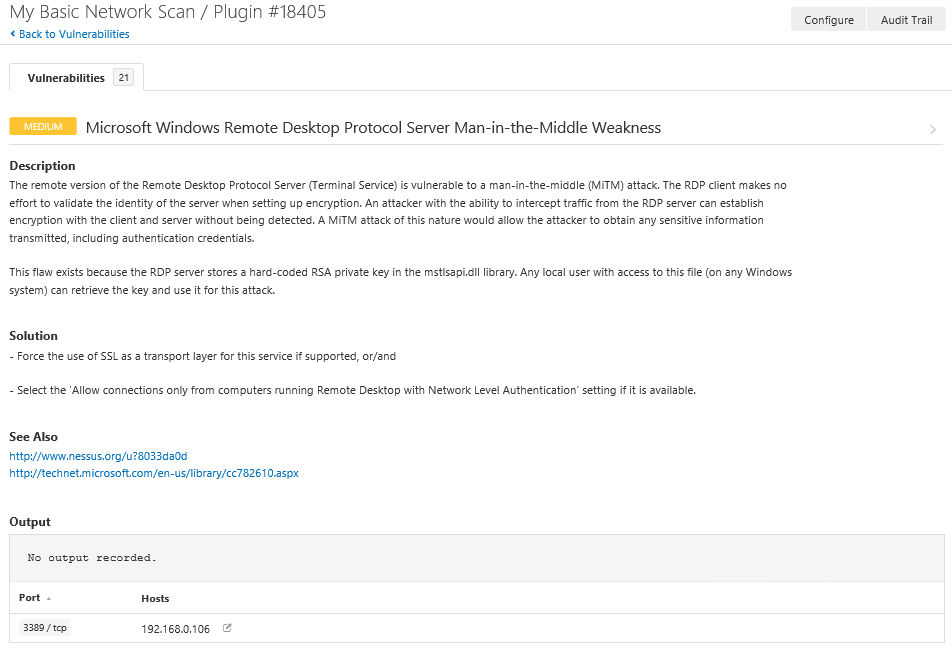 My Basic Network Scan / Plugin #18405
Configure
Audit Trail
Back to Vulnerabilities
Vulnerabilities 21
MEDIUM Microsoft Windows Remote Desktop Protocol Server Man-in-the-Middle Weakness
Description
The remote version of the Remote Desktop Protocol Server (Terminal Service) is vulnerable to a man-in-the-middle (MiTM) attack. The RDP client makes no
effort to validate the identity of the server when setting up encryption. An attacker with the ability to intercept traffic from the RDP server can establish
encryption with the client and server without being detected. A MiTM attack of this nature would allow the attacker to obtain any sensitive information
transmitted, including authentication credentials.
This flaw exists because the RDP server stores a hard-coded RSA private key in the mstlsapi.dll library. Any local user with access to this file (on any Windows
system) can retrieve the key and use it for this attack.
Solution
- Force the use of SSL as a transport layer for this service if supported, or/and
- Select the 'Allow connections only from computers running Remote Desktop with Network Level Authentication' setting if it is available.
See Also
http://www.nessus.org/u?8033da0d
http://technet.microsoft.com/en-us/library/cc782610.aspx
Output
No output recorded.
Port Hosts
3389 / tcp 192.168.0.106